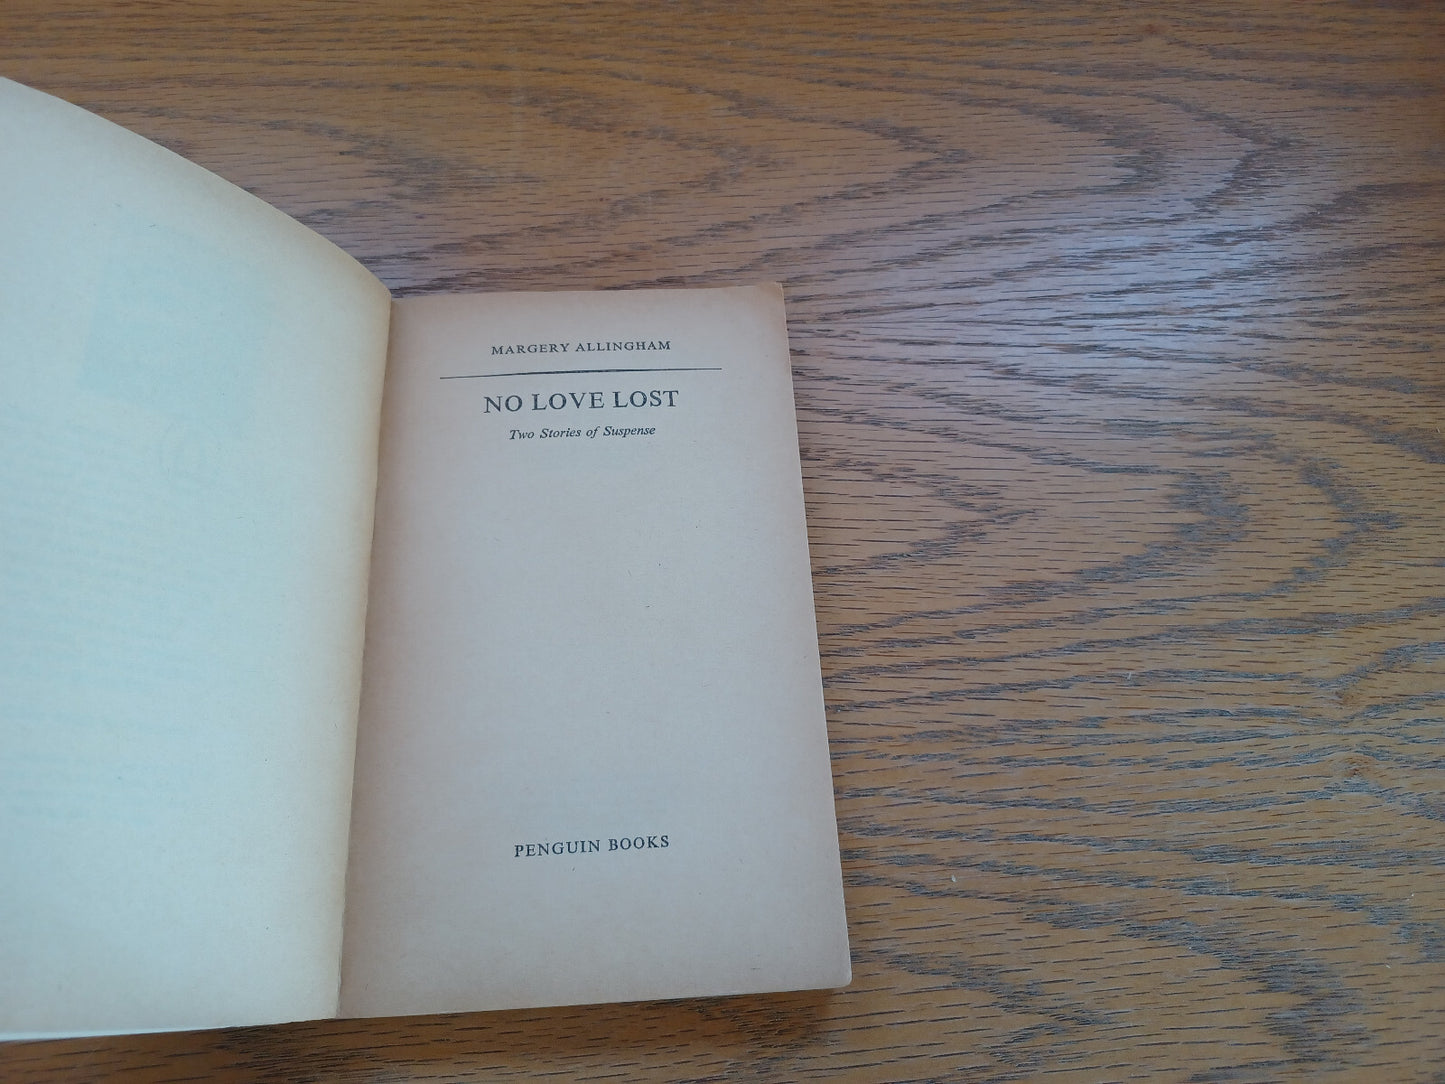 MARGERY ALLINGHAM
NO LOVE LOST
Two Stories of Suspense
PENGUIN BOOKS